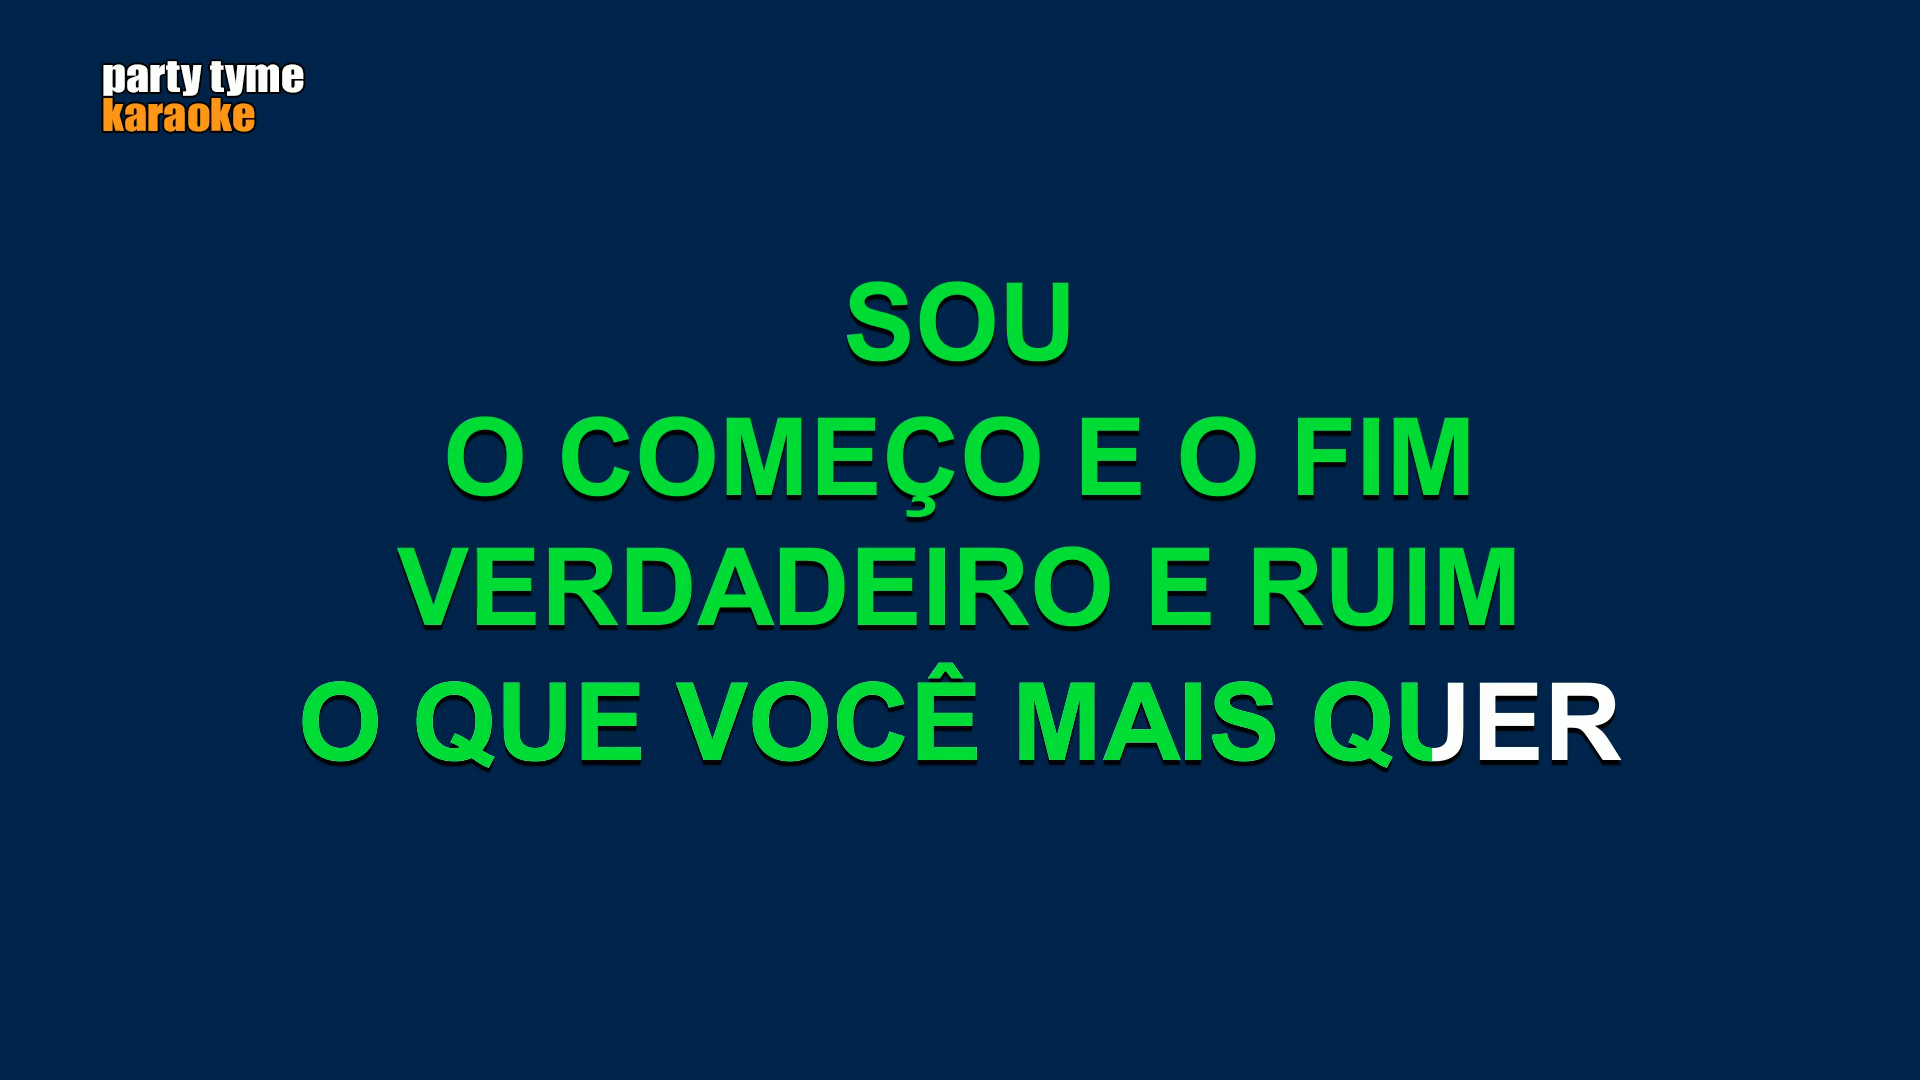 party tyme
karaoke
SOU
O COMEÇO E O FIM
VERDADEIRO E RUIM
O QUE VOCÊ MAIS QUER